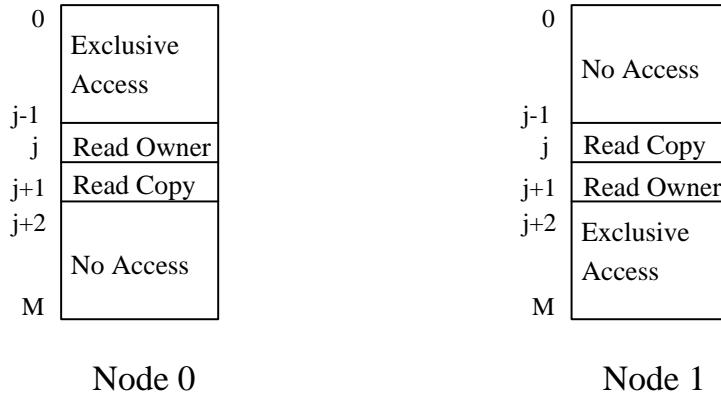 0
Exclusive
Access
j-1
j
Read Owner
j+1
Read Copy
j+2
No Access
M
Node 0
0
No Access
j-1
j
Read Copy
j+1
Read Owner
j+2
Exclusive
Access
M
Node 1